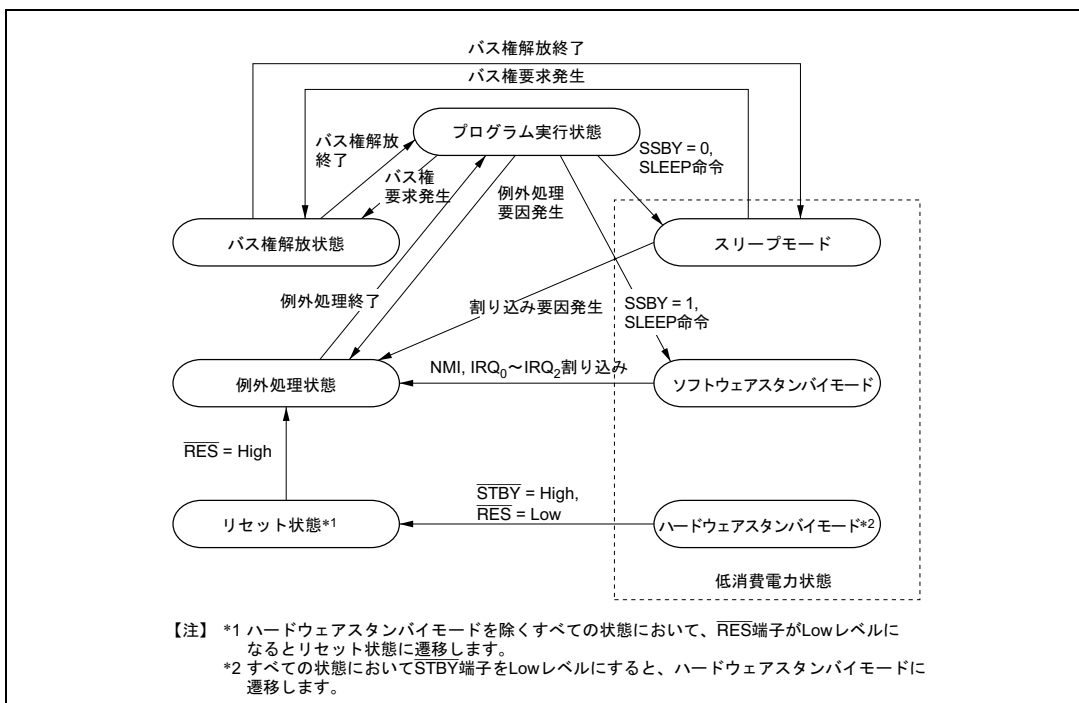 バス権解放終了
バス権要求発生
プログラム実行状態
バス権解放
終了
バス権
要求発生
例外処理
要因発生
SSBY = 0,
SLEEP命令
バス権解放状態
スリープモード
例外処理終了
割り込み要因発生
SSBY = 1,
SLEEP命令
例外処理状態
NMI, IRQ0～IRQ2割り込み
ソフトウェアスタンバイモード
RES = High
STBY = High,
RES = Low
リセット状態*1
ハードウェアスタンバイモード*2
低消費電力状態
【注】 *1 ハードウェアスタンバイモードを除くすべての状態において、RES端子がLowレベルに
なるとリセット状態に遷移します。
*2 すべての状態においてSTBY端子をLowレベルにすると、ハードウェアスタンバイモードに
遷移します。